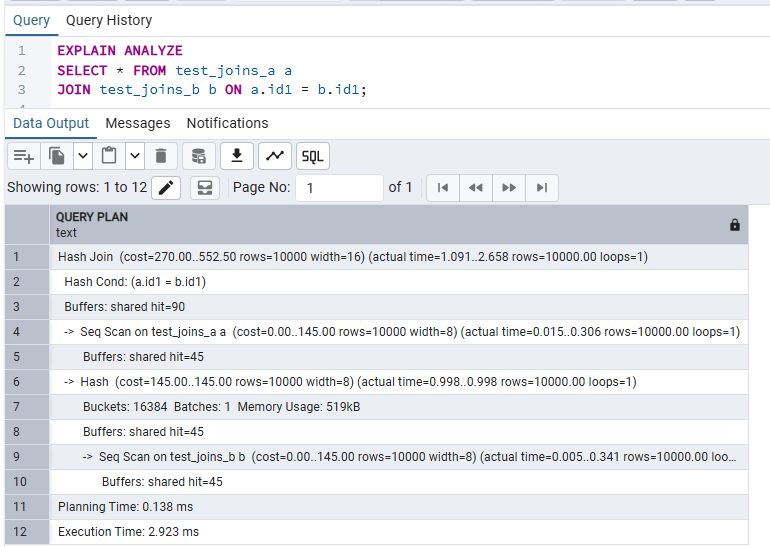 Query Query History
1 EXPLAIN ANALYZE
2 SELECT * FROM test_joins_a a
3 JOIN test_joins_b b ON a.id1 = b.id1;
Data Output Messages Notifications
SQL
Showing rows: 1 to 12 Page No: 1 of 1
QUERY PLAN
text
1 Hash Join (cost=270.00..552.50 rows=10000 width=16) (actual time=1.091..2.658 rows=10000.00 loops=1)
2 Hash Cond: (a.id1 = b.id1)
3 Buffers: shared hit=90
4 -> Seq Scan on test_joins_a a (cost=0.00..145.00 rows=10000 width=8) (actual time=0.015..0.306 rows=10000.00 loops=1)
5 Buffers: shared hit=45
6 -> Hash (cost=145.00..145.00 rows=10000 width=8) (actual time=0.998..0.998 rows=10000.00 loops=1)
7 Buckets: 16384 Batches: 1 Memory Usage: 519kB
8 Buffers: shared hit=45
9 -> Seq Scan on test_joins_b b (cost=0.00..145.00 rows=10000 width=8) (actual time=0.005..0.341 rows=10000.00 loo...
10 Buffers: shared hit=45
11 Planning Time: 0.138 ms
12 Execution Time: 2.923 ms